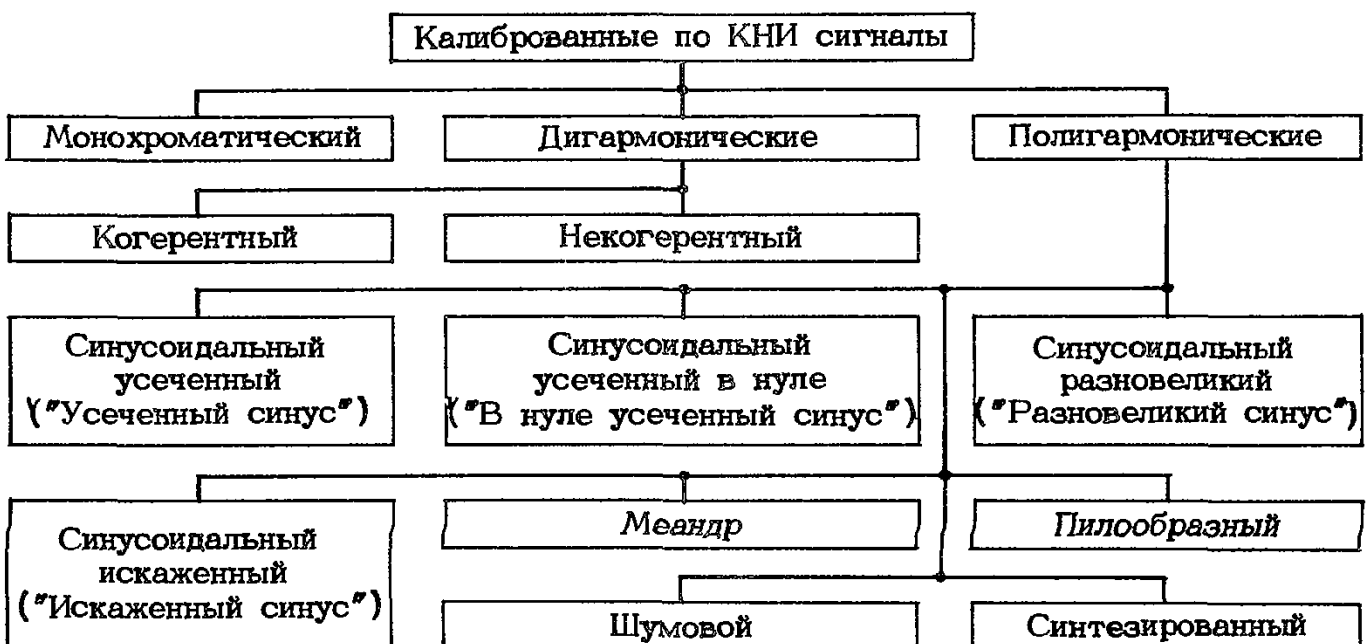 Калиброванные по КНИ сигналы
Монохроматический
Дигармонические
Полигармонические
Когерентный
Некогерентный
Синусоидальный
усеченный
("Усеченный синус")
Синусоидальный
усеченный в нуле
("В нуле усеченный синус")
Синусоидальный
разновеликий
("Разновеликий синус")
Синусоидальный
искаженный
("Искаженный синус")
Меандр
Пилообразный
Шумовой
Синтезированный